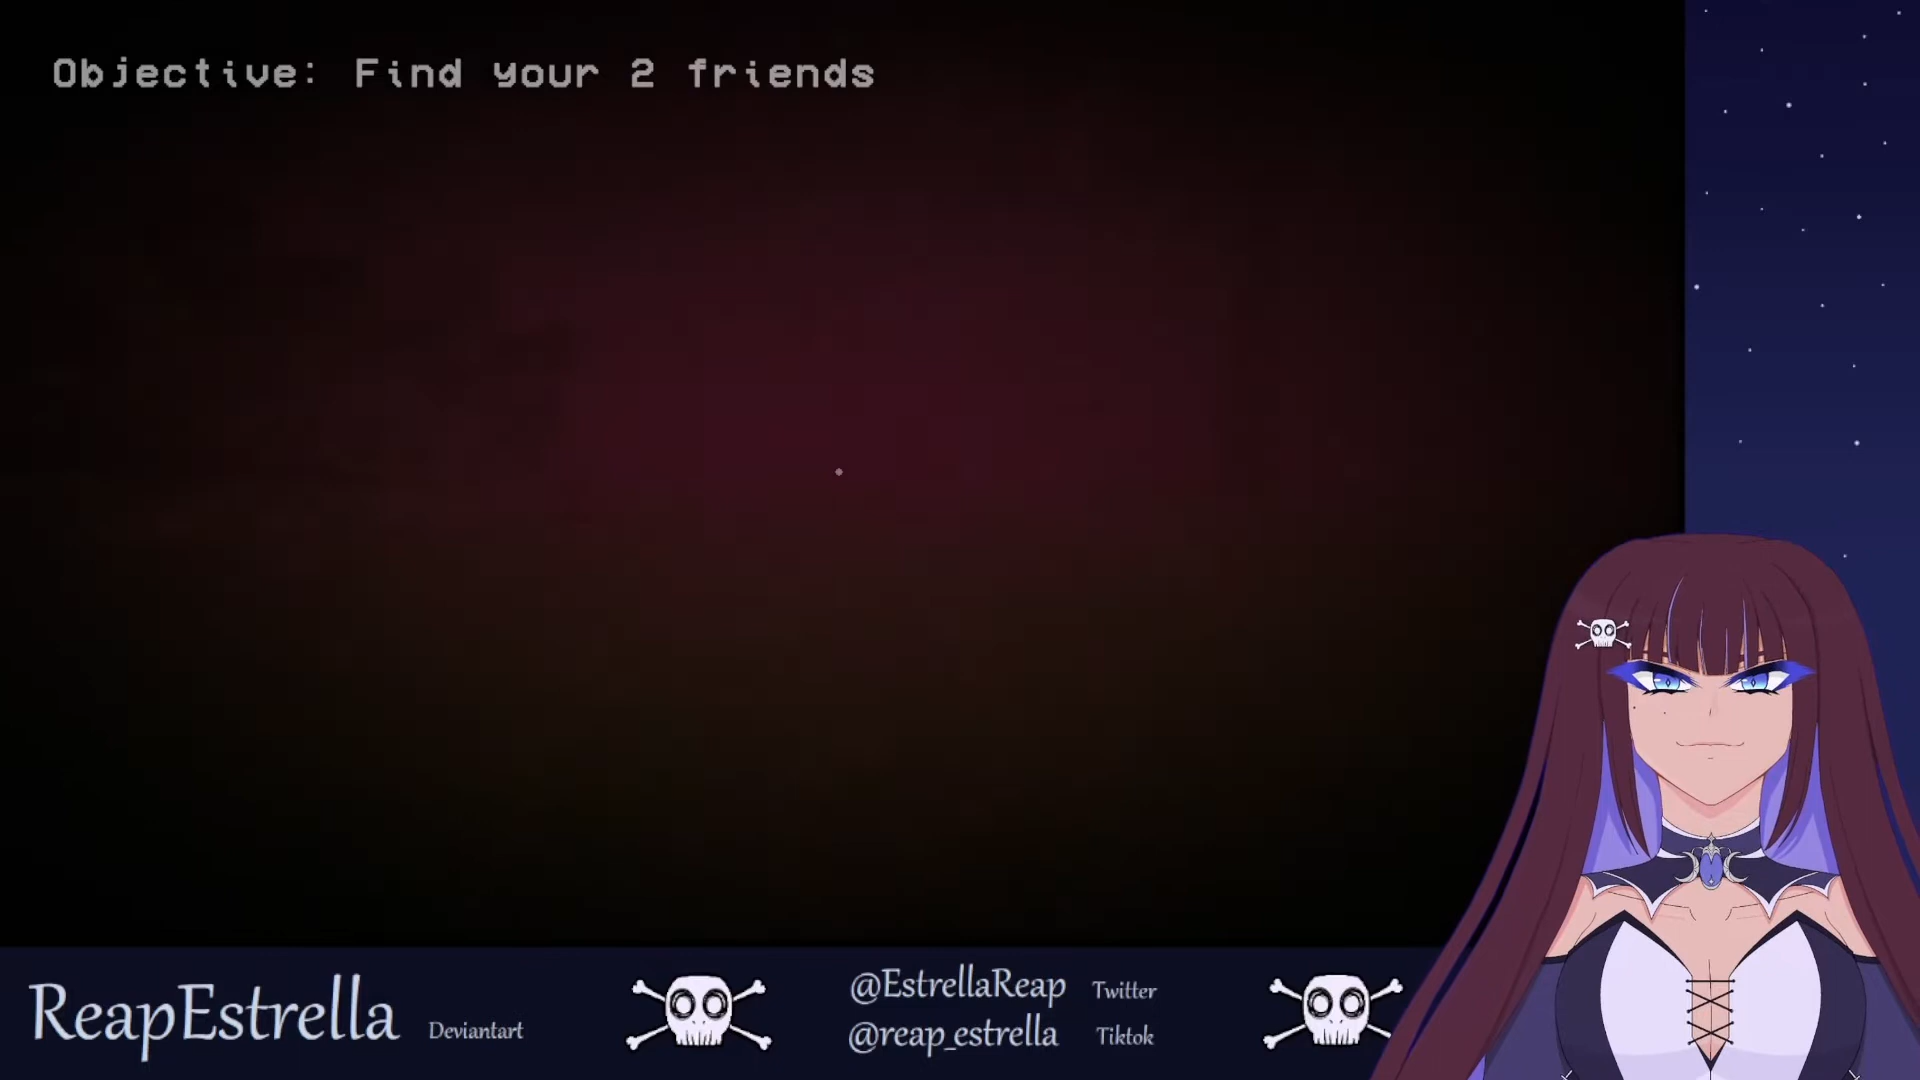 Objective: Find your 2 friends
ReapEstrella Deviantart
@EstrellaReap Twitter
@reap_estrella Tiktok